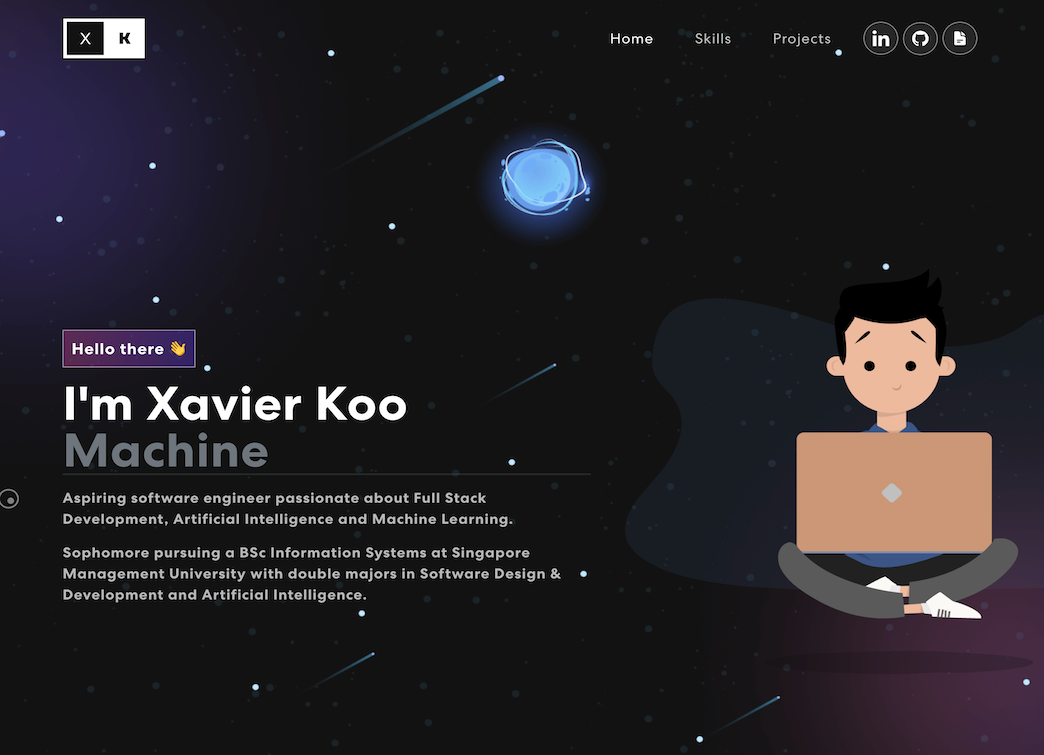 X K
Home Skills Projects
in
Hello there 👋
I'm Xavier Koo
Machine
Aspiring software engineer passionate about Full Stack
Development, Artificial Intelligence and Machine Learning.
Sophomore pursuing a BSc Information Systems at Singapore
Management University with double majors in Software Design &
Development and Artificial Intelligence.